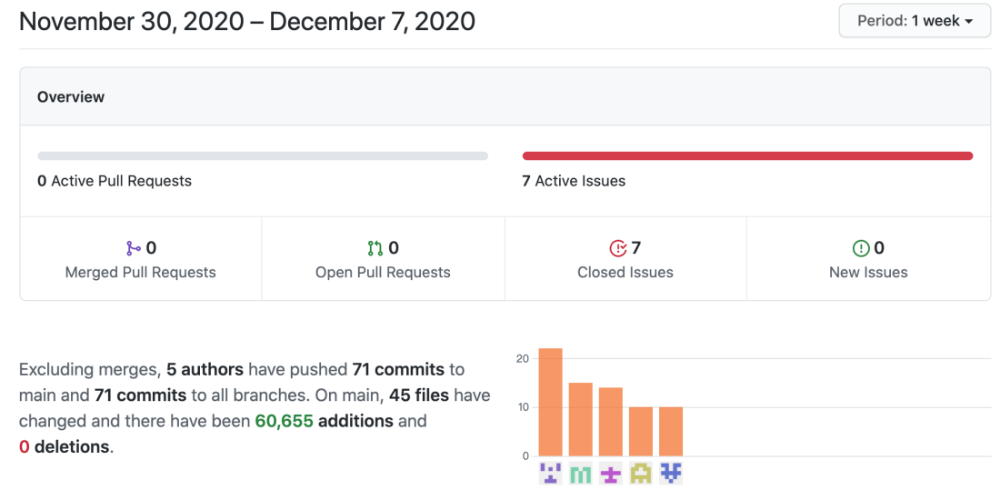 November 30, 2020 – December 7, 2020
Period: 1 week
Overview
0 Active Pull Requests
7 Active Issues
0
Merged Pull Requests
0
Open Pull Requests
7
Closed Issues
0
New Issues
Excluding merges, 5 authors have pushed 71 commits to
main and 71 commits to all branches. On main, 45 files have
changed and there have been 60,655 additions and
0 deletions.
20
10
0